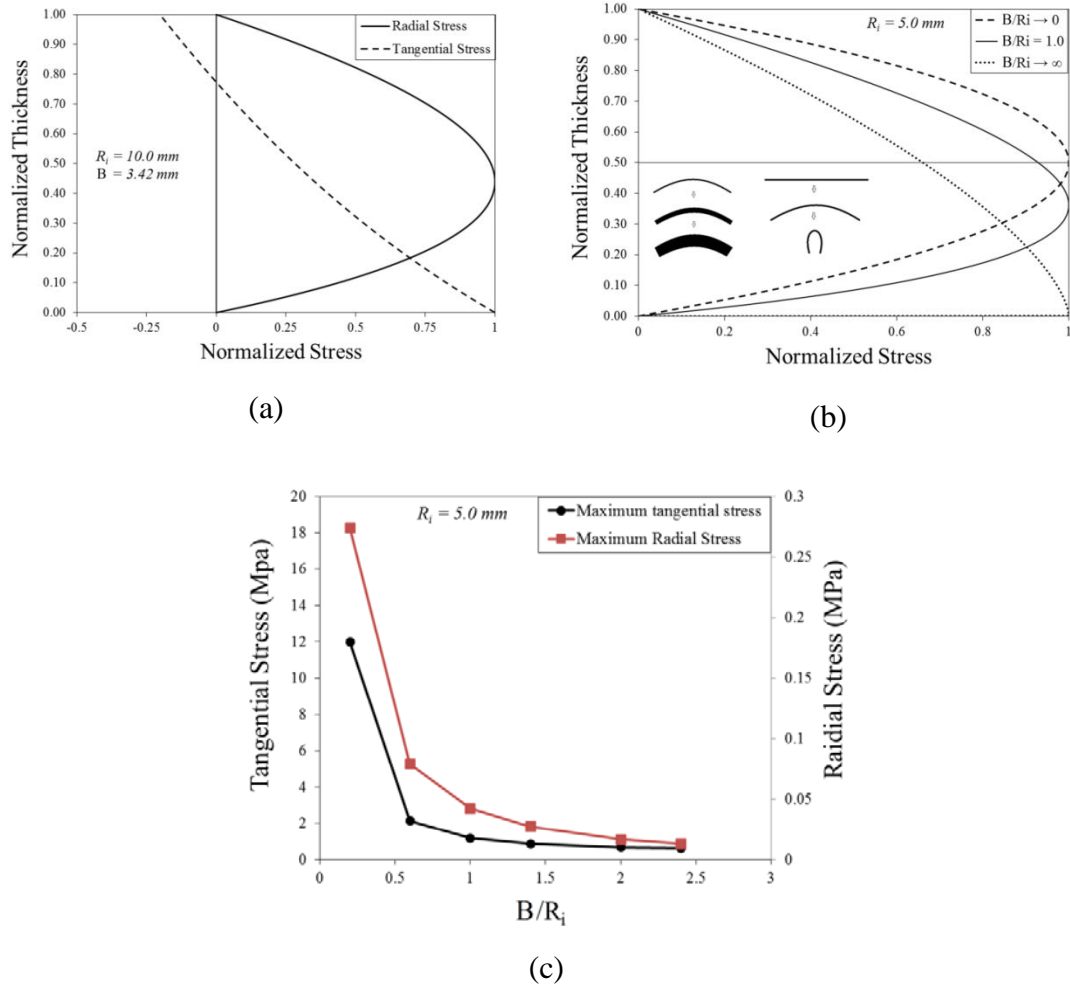 1.00
0.90
0.80
0.70
0.60
0.50
0.40
0.30
0.20
0.10
0.00
Normalized Thickness
Radial Stress
Tangential Stress
Ri = 10.0 mm
B = 3.42 mm
-0.5 -0.25 0 0.25 0.5 0.75 1
Normalized Stress
(a)
1.00
0.90
0.80
0.70
0.60
0.50
0.40
0.30
0.20
0.10
0.00
Normalized Thickness
Ri = 5.0 mm
B/Ri → 0
B/Ri = 1.0
B/Ri → ∞
0 0.2 0.4 0.6 0.8 1
Normalized Stress
(b)
20
18
16
14
12
10
8
6
4
2
0
Tangential Stress (Mpa)
Ri = 5.0 mm
Maximum tangential stress
Maximum Radial Stress
0.3
0.25
0.2
0.15
0.1
0.05
0
Raidial Stress (MPa)
0 0.5 1 1.5 2 2.5 3
B/Ri
(c)